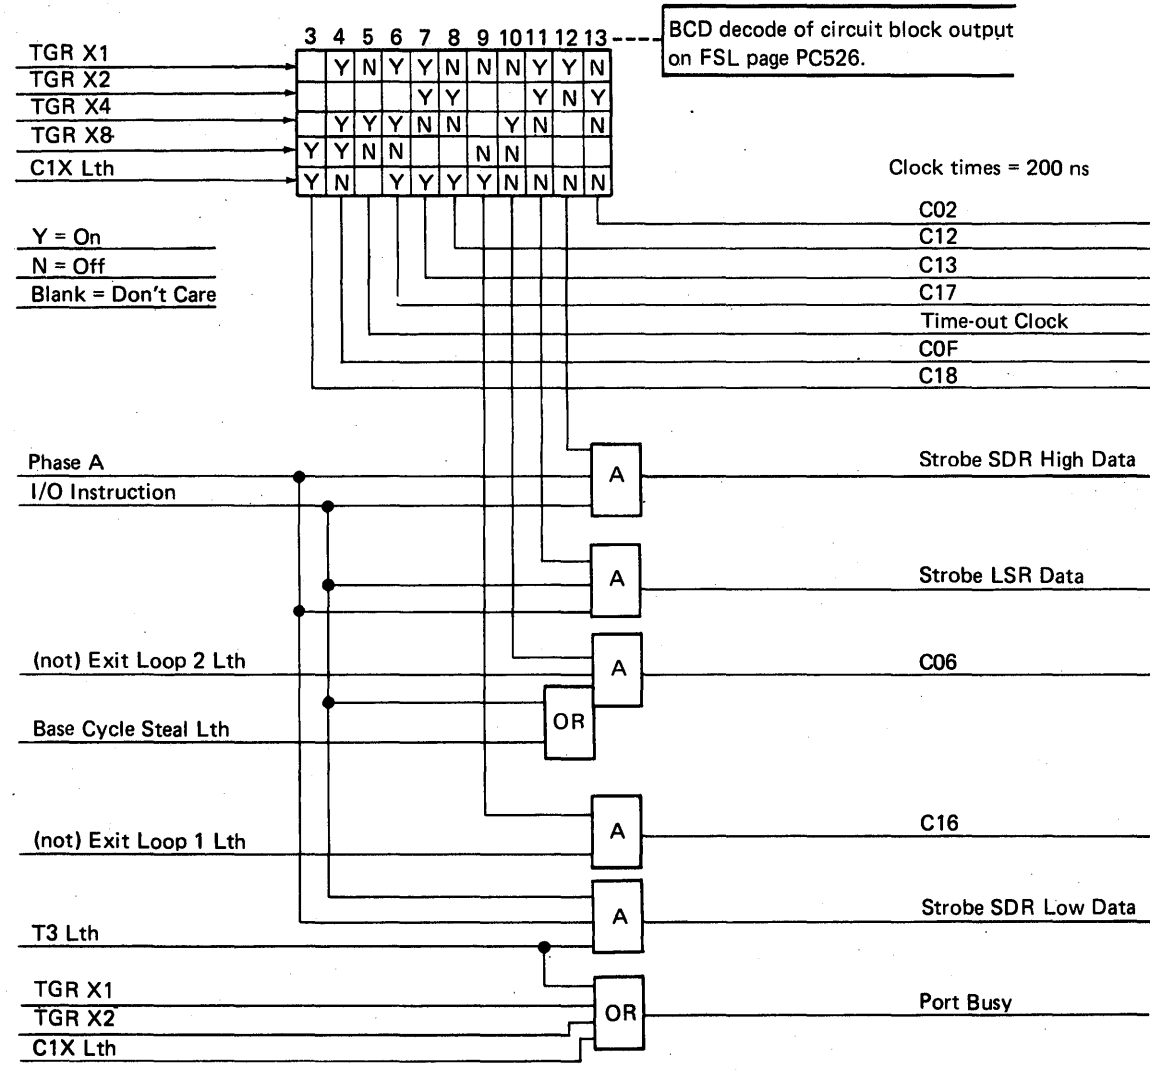 3 4 5 6 7 8 9 10 11 12 13
BCD decode of circuit block output
on FSL page PC526.
TGR X1
Y N Y Y N N N Y Y N
TGR X2
Y Y Y N Y
TGR X4
Y Y Y N N Y N N
TGR X8
Y Y N N N N
C1X Lth
Y N Y Y Y Y N N N N
Clock times = 200 ns
Y = On
N = Off
Blank = Don't Care
C02
C12
C13
C17
Time-out Clock
C0F
C18
Phase A
I/O Instruction
A
Strobe SDR High Data
A
Strobe LSR Data
(not) Exit Loop 2 Lth
A
C06
Base Cycle Steal Lth
OR
(not) Exit Loop 1 Lth
A
C16
A
Strobe SDR Low Data
T3 Lth
TGR X1
TGR X2
C1X Lth
OR
Port Busy